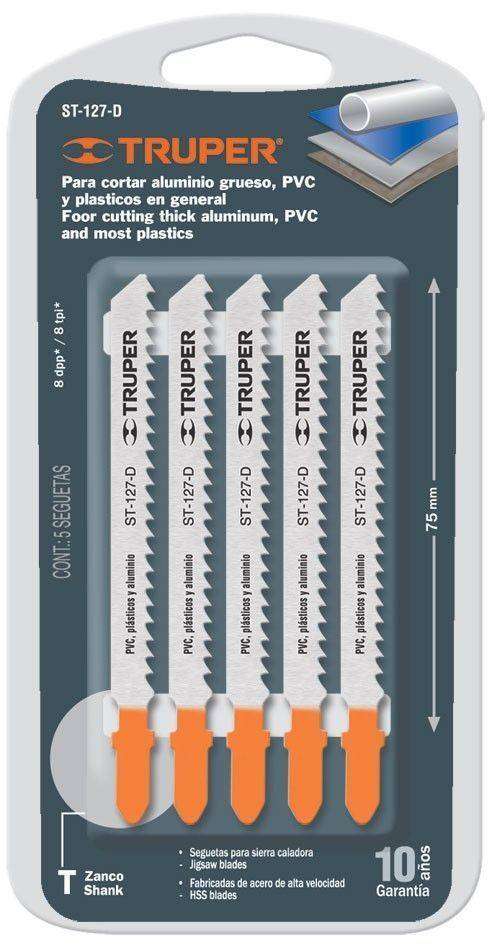 ST-127-D
TRUPER®
Para cortar aluminio grueso, PVC
y plasticos en general
Foor cutting thick aluminum, PVC
and most plastics
8 dpp* / 8 tpi*
CONT.: 5 SEGUETAS
TRUPER
ST-127-D
PVC, plásticos y aluminio
TRUPER
ST-127-D
PVC, plásticos y aluminio
TRUPER
ST-127-D
PVC, plásticos y aluminio
TRUPER
ST-127-D
PVC, plásticos y aluminio
TRUPER
ST-127-D
PVC, plásticos y aluminio
75 mm
T Zanco
Shank
• Seguetas para sierra caladora
- Jigsaw blades
• Fabricadas de acero de alta velocidad
- HSS blades
10 años
Garantía